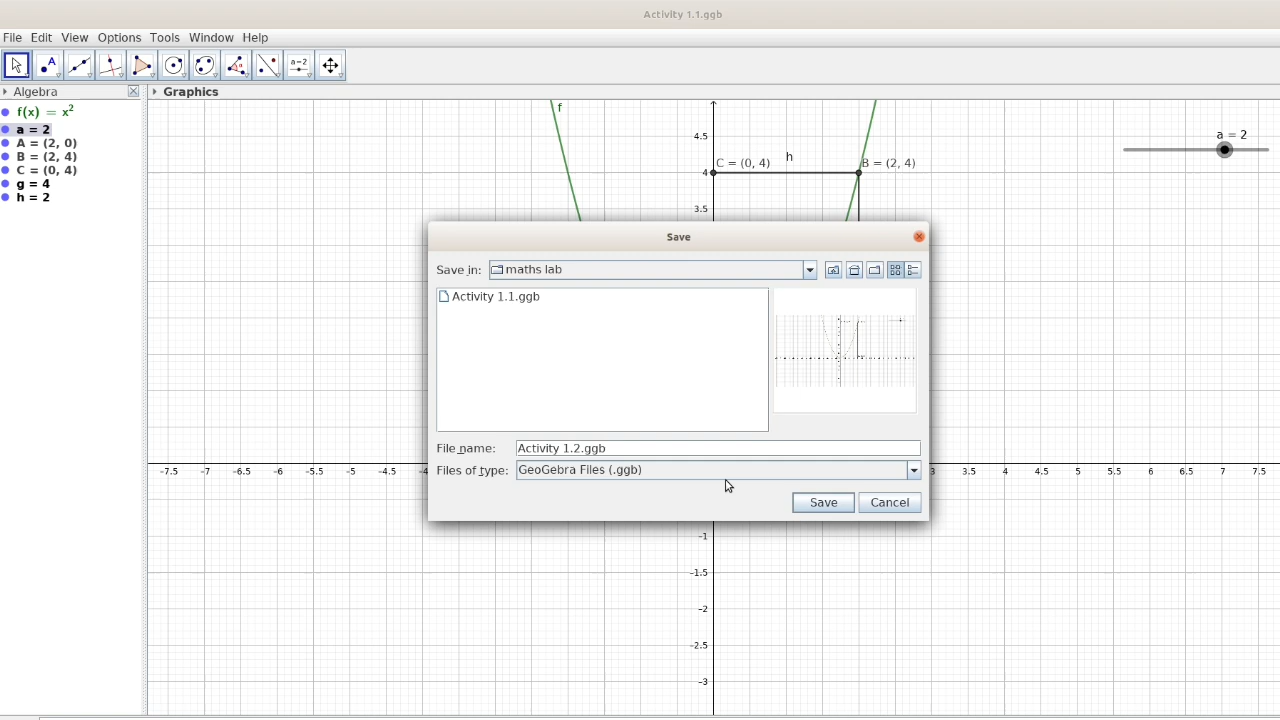 Activity 1.1.ggb
File Edit View Options Tools Window Help
A a=2
Algebra
Graphics
f(x) = x²
a = 2
A = (2, 0)
B = (2, 4)
C = (0, 4)
g = 4
h = 2
f
4.5
4
3.5
C = (0, 4)
h
B = (2, 4)
a = 2
Save
Save in: maths lab
Activity 1.1.ggb
File name: Activity 1.2.ggb
Files of type: GeoGebra Files (.ggb)
Save Cancel
-7.5 -7 -6.5 -6 -5.5 -5 -4.5 -4 3 3.5 4 4.5 5 5.5 6 6.5 7 7.5
-1
-1.5
-2
-2.5
-3